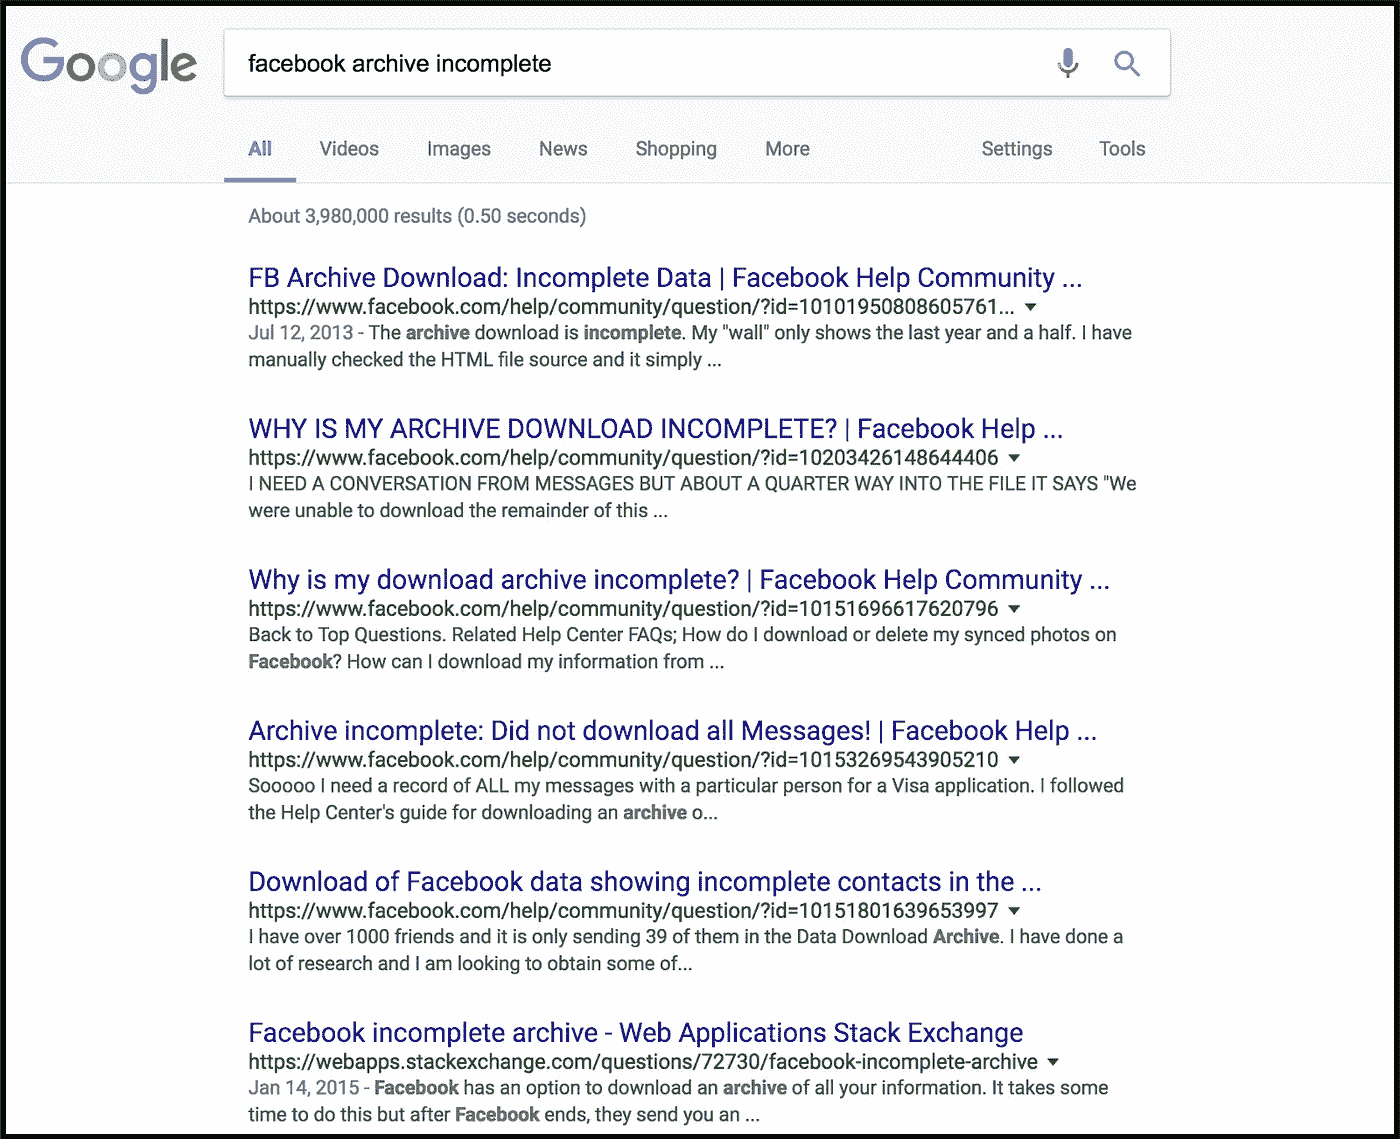 Google
facebook archive incomplete
All Videos Images News Shopping More Settings Tools
About 3,980,000 results (0.50 seconds)
FB Archive Download: Incomplete Data | Facebook Help Community ...
https://www.facebook.com/help/community/question/?id=10101950808605761...
Jul 12, 2013 - The archive download is incomplete. My "wall" only shows the last year and a half. I have
manually checked the HTML file source and it simply ...
WHY IS MY ARCHIVE DOWNLOAD INCOMPLETE? | Facebook Help ...
https://www.facebook.com/help/community/question/?id=10203426148644406
I NEED A CONVERSATION FROM MESSAGES BUT ABOUT A QUARTER WAY INTO THE FILE IT SAYS "We
were unable to download the remainder of this ...
Why is my download archive incomplete? | Facebook Help Community ...
https://www.facebook.com/help/community/question/?id=10151696617620796
Back to Top Questions. Related Help Center FAQs; How do I download or delete my synced photos on
Facebook? How can I download my information from ...
Archive incomplete: Did not download all Messages! | Facebook Help ...
https://www.facebook.com/help/community/question/?id=10153269543905210
Sooooo I need a record of ALL my messages with a particular person for a Visa application. I followed
the Help Center's guide for downloading an archive o...
Download of Facebook data showing incomplete contacts in the ...
https://www.facebook.com/help/community/question/?id=10151801639653997
I have over 1000 friends and it is only sending 39 of them in the Data Download Archive. I have done a
lot of research and I am looking to obtain some of...
Facebook incomplete archive - Web Applications Stack Exchange
https://webapps.stackexchange.com/questions/72730/facebook-incomplete-archive
Jan 14, 2015 - Facebook has an option to download an archive of all your information. It takes some
time to do this but after Facebook ends, they send you an ...